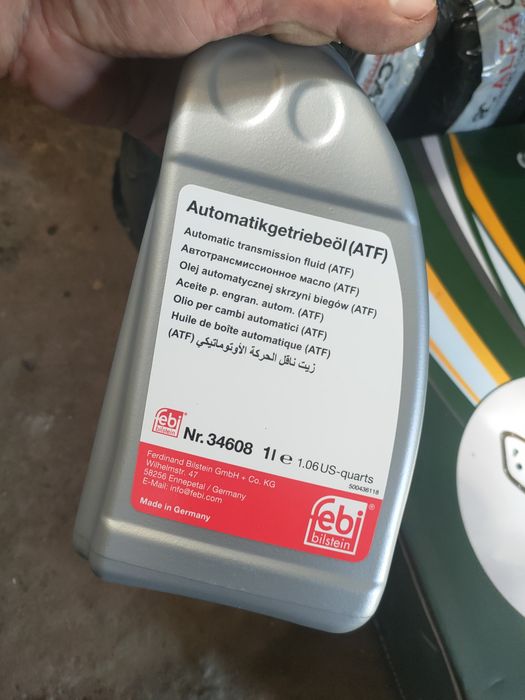 Automatikgetriebeöl (ATF)
Automatic transmission fluid (ATF)
Автотрансмиссионное масло (ATF)
Olej automatycznej skrzyni biegów (ATF)
Aceite p. engran. autom. (ATF)
Olio per cambi automatici (ATF)
Huile de boîte automatique (ATF)
زيت ناقل الحركة الأوتوماتيكي (ATF)
febi bilstein
Nr. 34608 1l e 1.06 US-quarts
500436118
Ferdinand Bilstein GmbH + Co. KG
Wilhelmstr. 47
58256 Ennepetal / Germany
E-Mail: info@febi.com
Made in Germany
febi®
bilstein